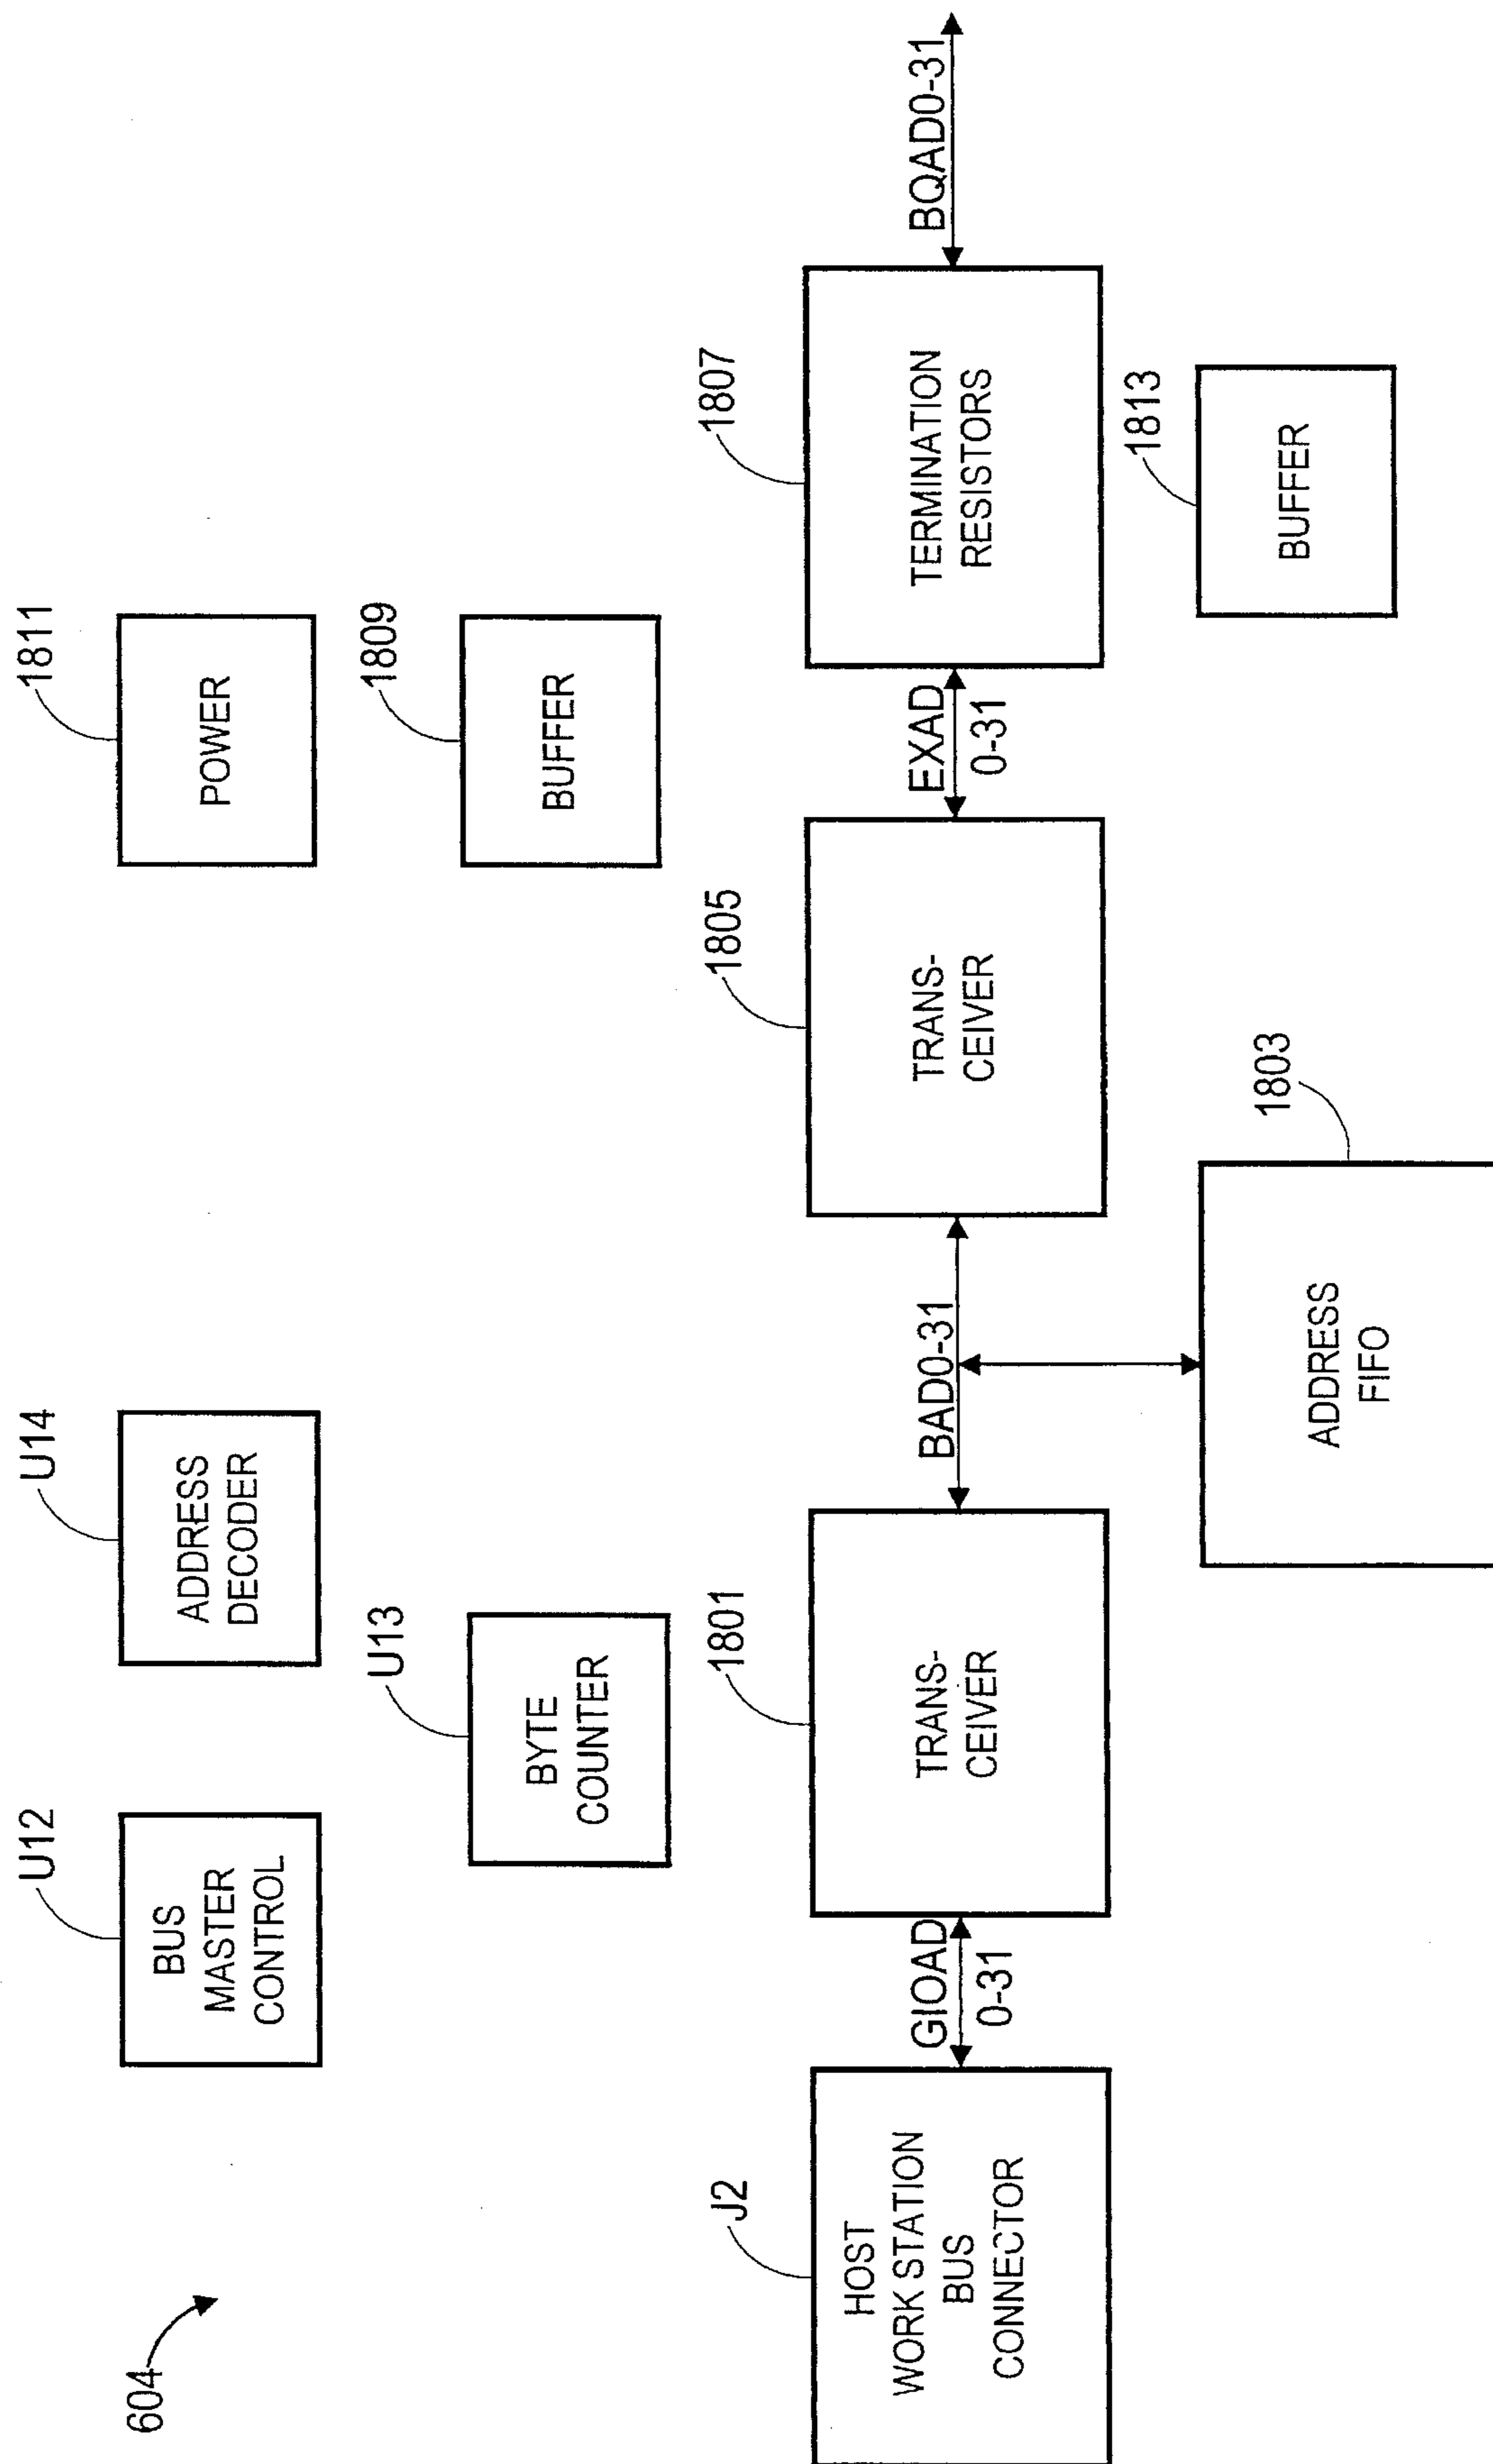 604
U12
BUS
MASTER
CONTROL
U14
ADDRESS
DECODER
1811
POWER
U13
BYTE
COUNTER
1809
BUFFER
J2
HOST
WORK STATION
BUS
CONNECTOR
GIOAD
0-31
1801
TRANS-
CEIVER
BAD0-31
1805
TRANS-
CEIVER
EXAD
0-31
1807
TERMINATION
RESISTORS
BQAD0-31
1803
ADDRESS
FIFO
1813
BUFFER